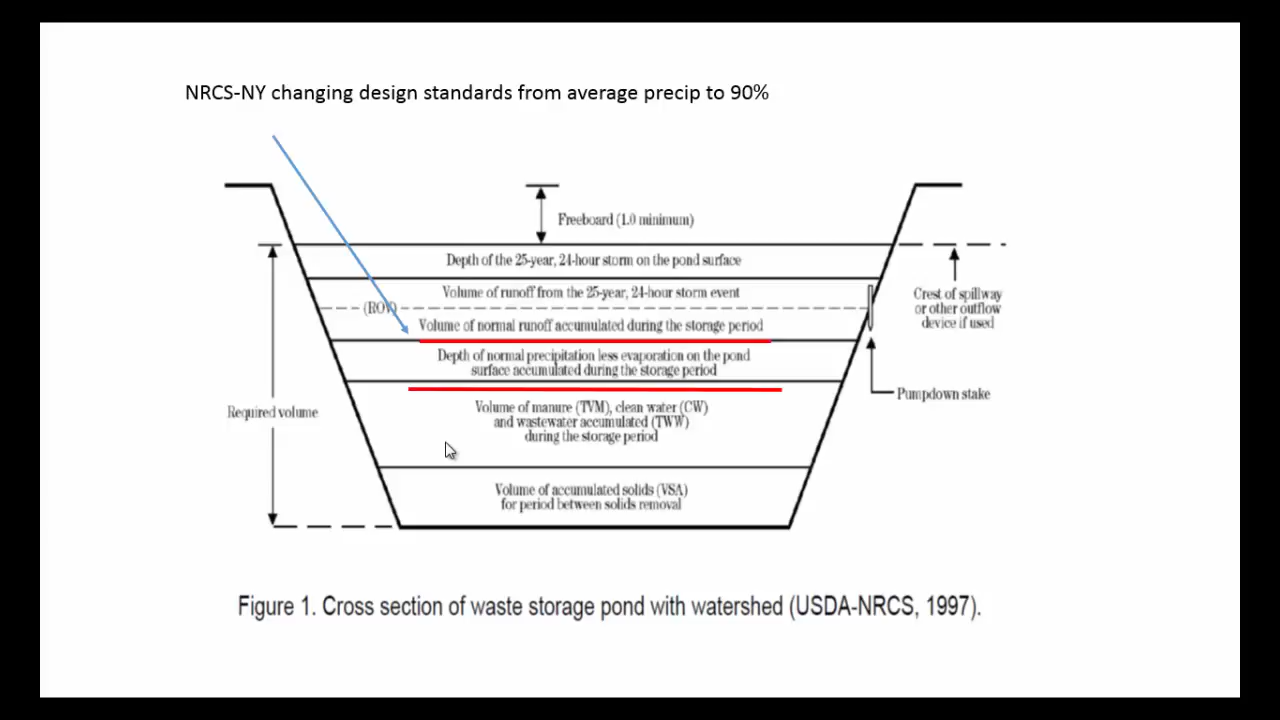 NRCS-NY changing design standards from average precip to 90%
Freeboard (1.0 minimum)
Depth of the 25-year, 24-hour storm on the pond surface
Volume of runoff from the 25-year, 24-hour storm event
(ROV)
Volume of normal runoff accumulated during the storage period
Depth of normal precipitation less evaporation on the pond
surface accumulated during the storage period
Volume of manure (TVM), clean water (CW)
and wastewater accumulated (TWW)
during the storage period
Volume of accumulated solids (VSA)
for period between solids removal
Required volume
Crest of spillway
or other outflow
device if used
Pumpdown stake
Figure 1. Cross section of waste storage pond with watershed (USDA-NRCS, 1997).